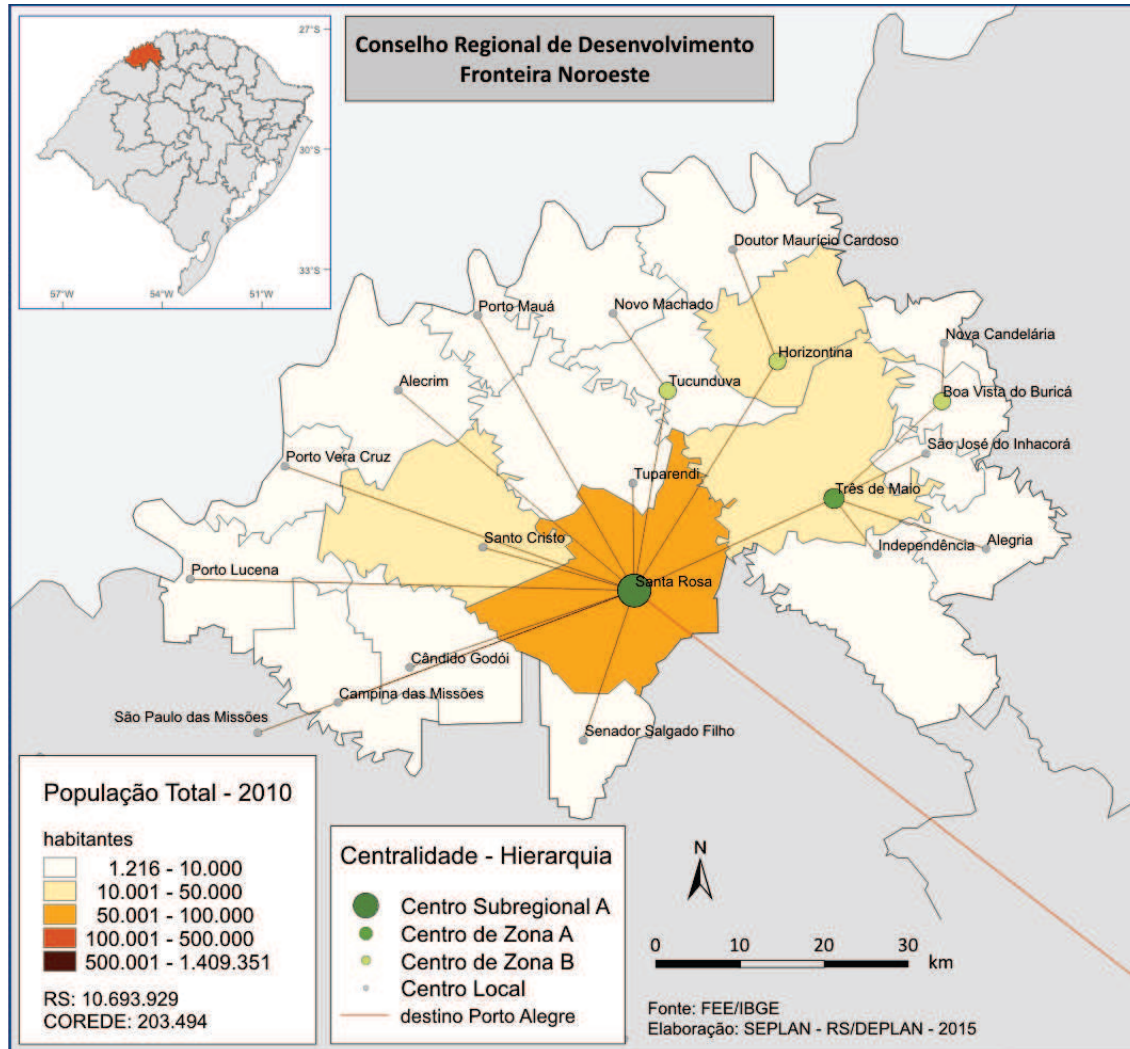 Conselho Regional de Desenvolvimento
Fronteira Noroeste
27°S
30°S
33°S
57°W
54°W
51°W
Doutor Maurício Cardoso
Porto Mauá
Novo Machado
Nova Candelária
Horizontina
Alecrim
Tucunduva
Boa Vista do Buricá
São José do Inhacorá
Porto Vera Cruz
Tuparendi
Três de Maio
Santo Cristo
Independência
Alegria
Porto Lucena
Santa Rosa
Cândido Godói
Campina das Missões
São Paulo das Missões
Senador Salgado Filho
População Total - 2010
habitantes
1.216 - 10.000
10.001 - 50.000
50.001 - 100.000
100.001 - 500.000
500.001 - 1.409.351
RS: 10.693.929
COREDE: 203.494
Centralidade - Hierarquia
Centro Subregional A
Centro de Zona A
Centro de Zona B
Centro Local
destino Porto Alegre
N
0 10 20 30
km
Fonte: FEE/IBGE
Elaboração: SEPLAN - RS/DEPLAN - 2015